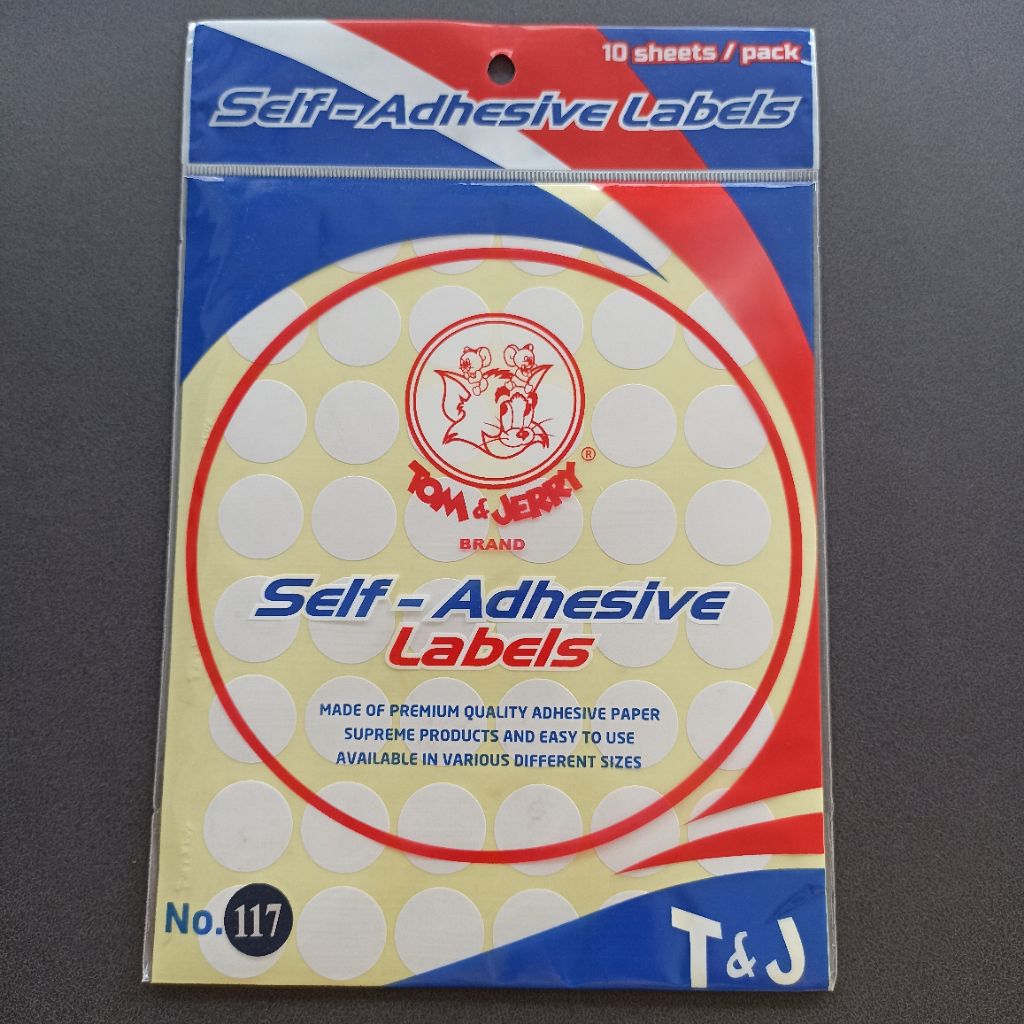 10 sheets / pack
Self-Adhesive Labels
TOM & JERRY ®
BRAND
Self - Adhesive
Labels
MADE OF PREMIUM QUALITY ADHESIVE PAPER
SUPREME PRODUCTS AND EASY TO USE
AVAILABLE IN VARIOUS DIFFERENT SIZES
No. 117
T & J